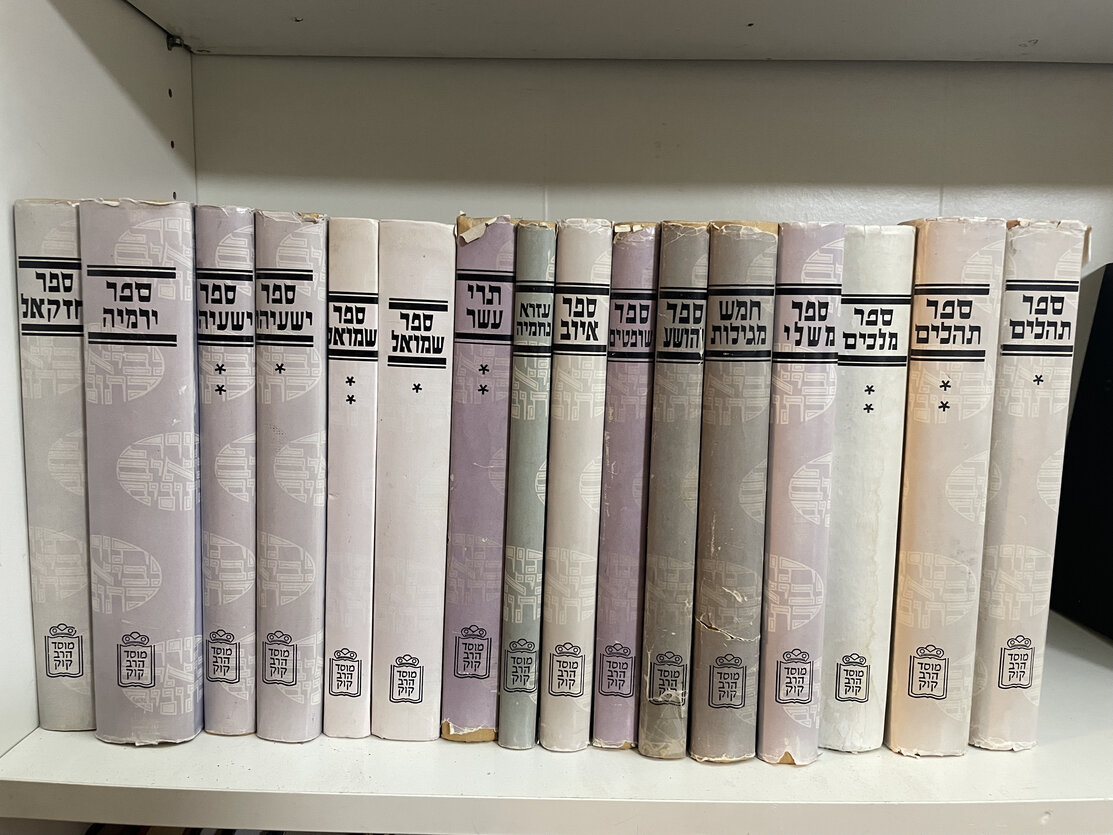 ספר
תהלים
*
מוסד
הרב
קוק
ספר
תהלים
*
*
מוסד
הרב
קוק
ספר
מלכים
*
*
מוסד
הרב
קוק
ספר
משלי
מוסד
הרב
קוק
חמש
מגילות
מוסד
הרב
קוק
ספר
הושע
מוסד
הרב
קוק
ספר
שופטים
מוסד
הרב
קוק
ספר
איוב
מוסד
הרב
קוק
עזרא
נחמיה
מוסד
הרב
קוק
תרי
עשר
*
*
מוסד
הרב
קוק
ספר
שמואל
*
מוסד
הרב
קוק
ספר
שמואל
*
*
מוסד
הרב
קוק
ספר
ישעיהו
*
מוסד
הרב
קוק
ספר
ישעיה
*
*
מוסד
הרב
קוק
ספר
ירמיה
מוסד
הרב
קוק
ספר
חזקאל
מוסד
הרב
קוק